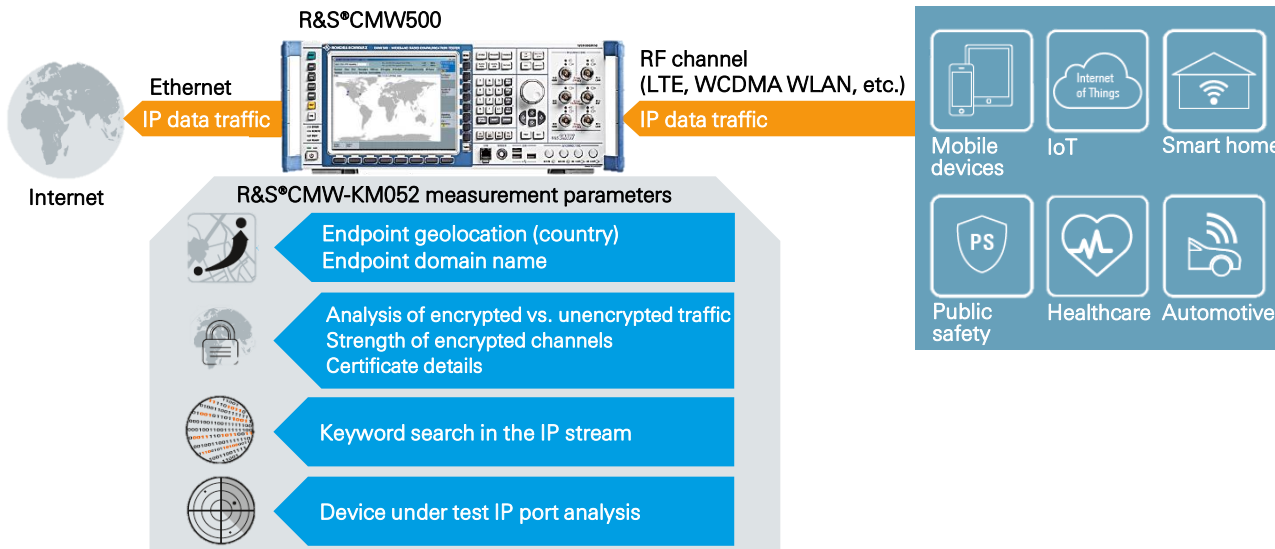 R&S®CMW500
Ethernet
IP data traffic
Internet
RF channel
(LTE, WCDMA WLAN, etc.)
IP data traffic
Internet
of Things
Mobile
devices
IoT
Smart home
PS
Public
safety
Healthcare
Automotive
R&S®CMW-KM052 measurement parameters
Endpoint geolocation (country)
Endpoint domain name
Analysis of encrypted vs. unencrypted traffic
Strength of encrypted channels
Certificate details
Keyword search in the IP stream
Device under test IP port analysis